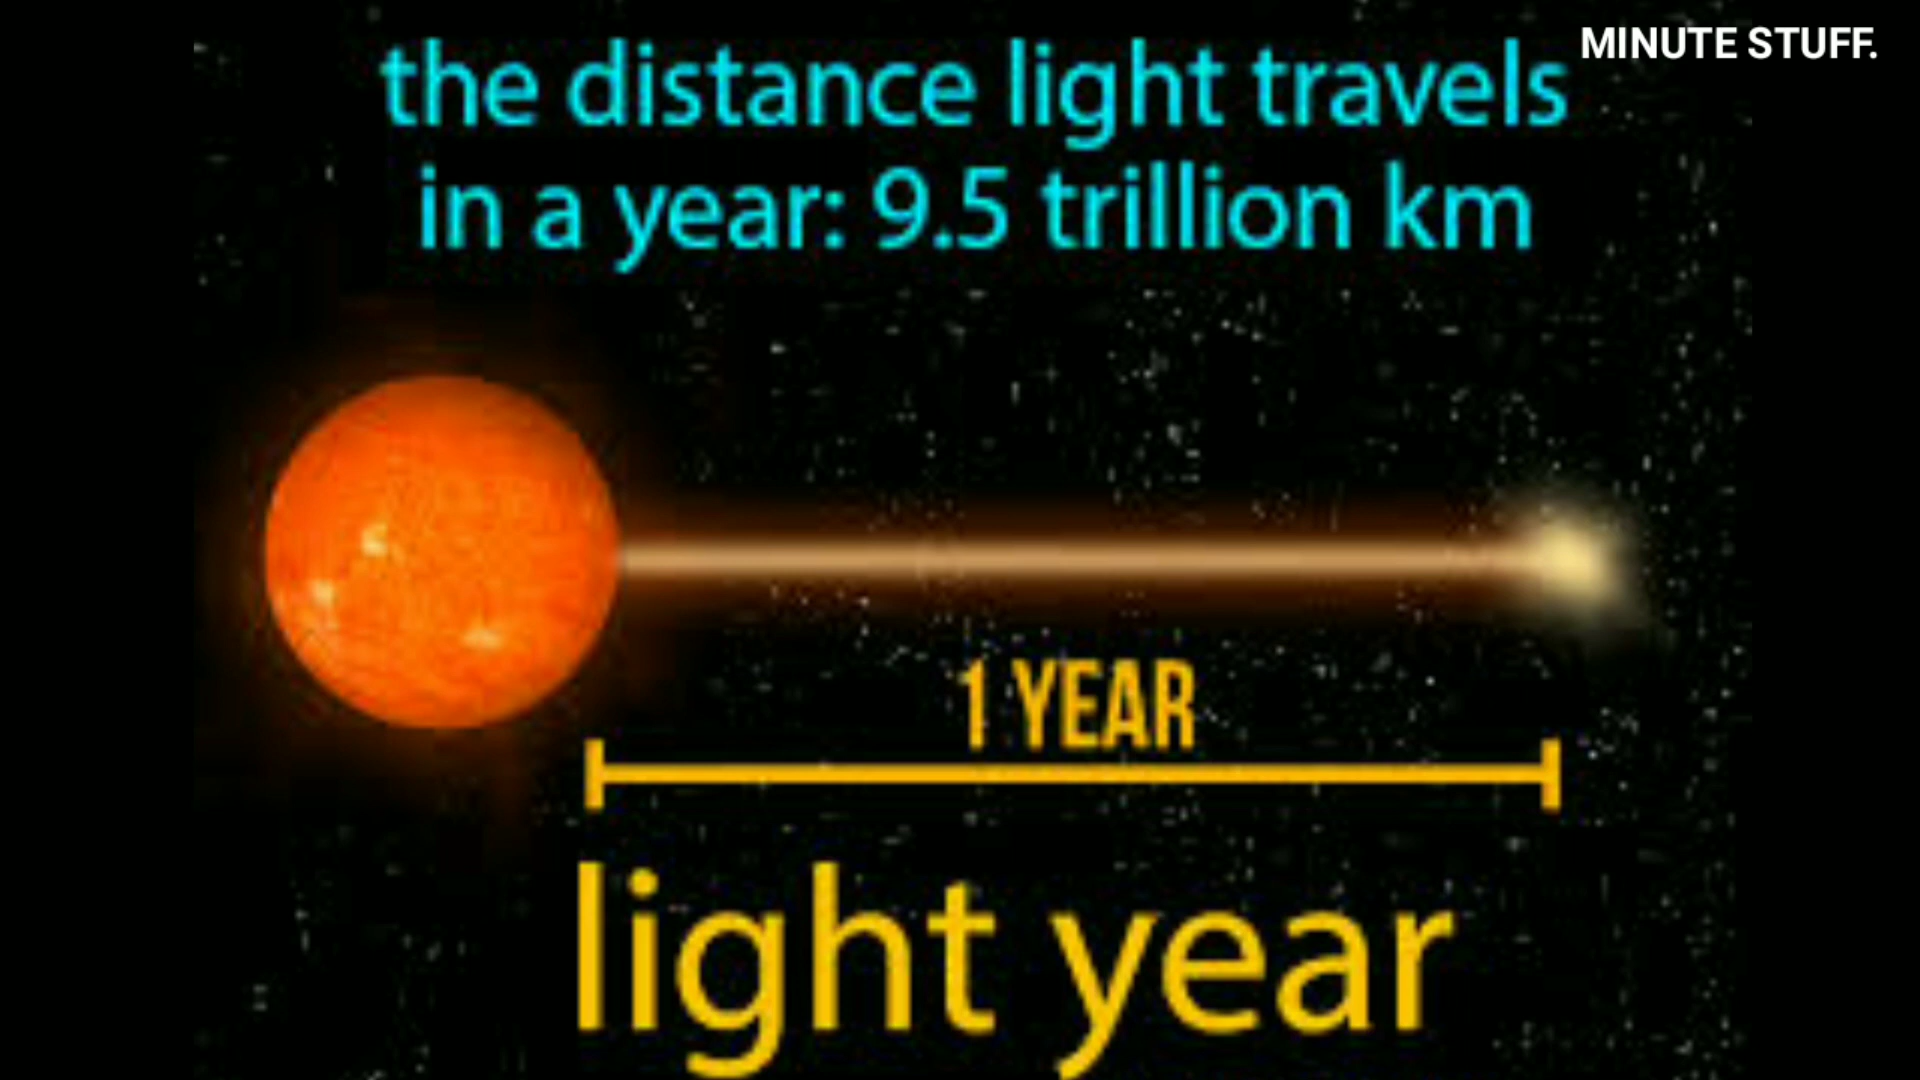 MINUTE STUFF.
the distance light travels
in a year: 9.5 trillion km
1 YEAR
light year